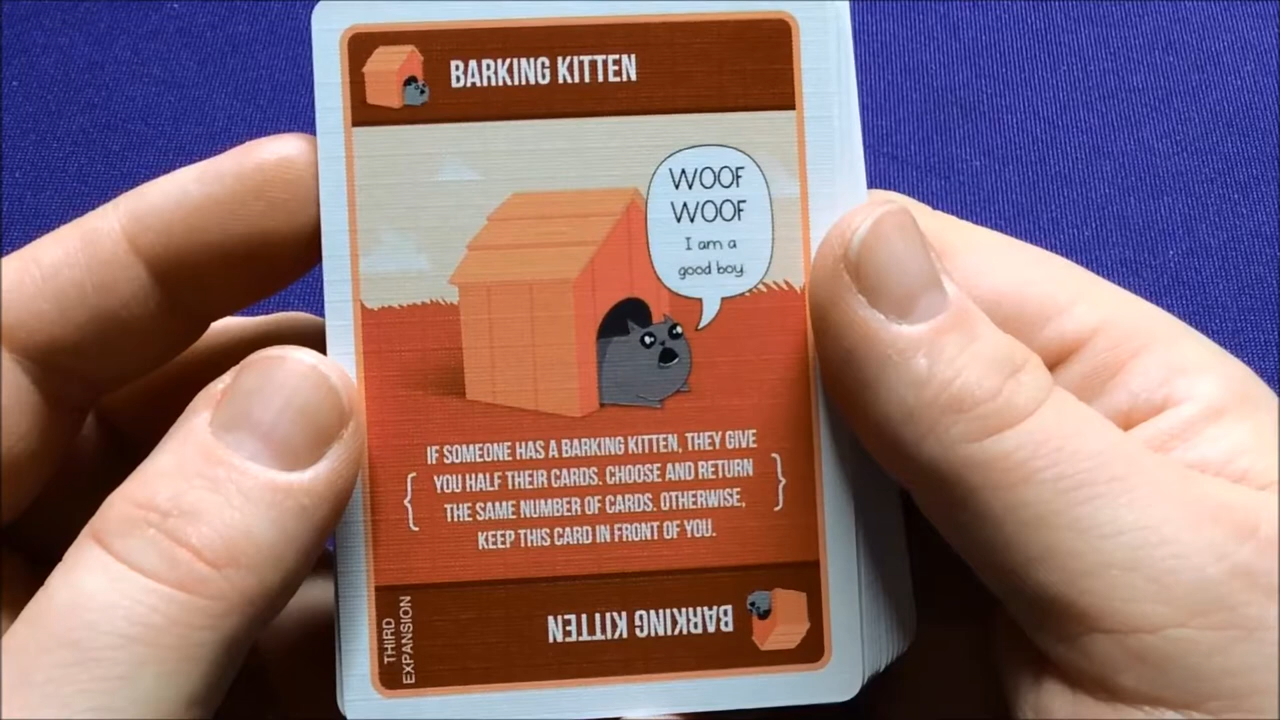 BARKING KITTEN
WOOF
WOOF
I am a
good boy.
IF SOMEONE HAS A BARKING KITTEN, THEY GIVE
YOU HALF THEIR CARDS. CHOOSE AND RETURN
THE SAME NUMBER OF CARDS. OTHERWISE,
KEEP THIS CARD IN FRONT OF YOU.
BARKING KITTEN
THIRD
EXPANSION